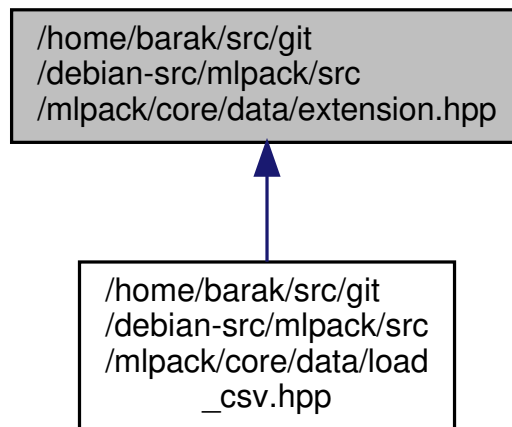 /home/barak/src/git
/debian-src/mlpack/src
/mlpack/core/data/extension.hpp
/home/barak/src/git
/debian-src/mlpack/src
/mlpack/core/data/load
_csv.hpp